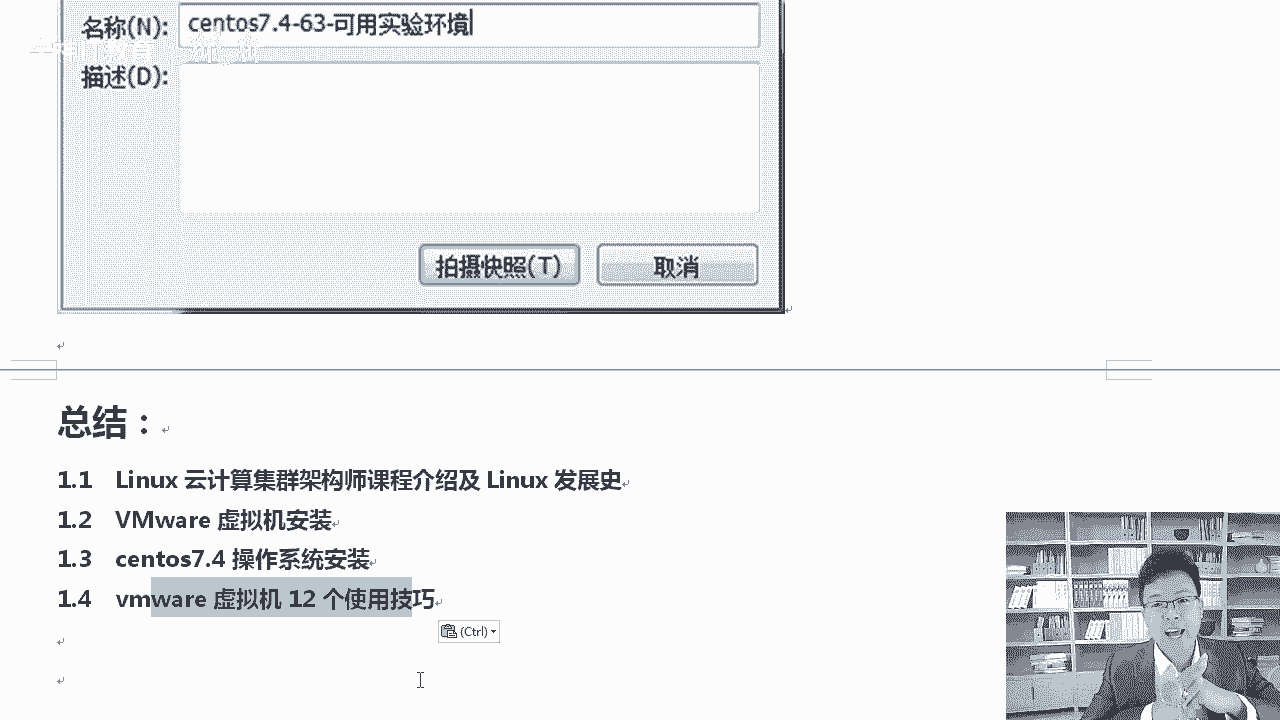 名称(N): centos7.4-63-可用实验环境
描述(D):
拍摄快照(T) 取消
总结：
1.1 Linux 云计算集群架构师课程介绍及 Linux 发展史
1.2 VMware 虚拟机安装
1.3 centos7.4 操作系统安装
1.4 vmware 虚拟机 12 个使用技巧
(Ctrl)